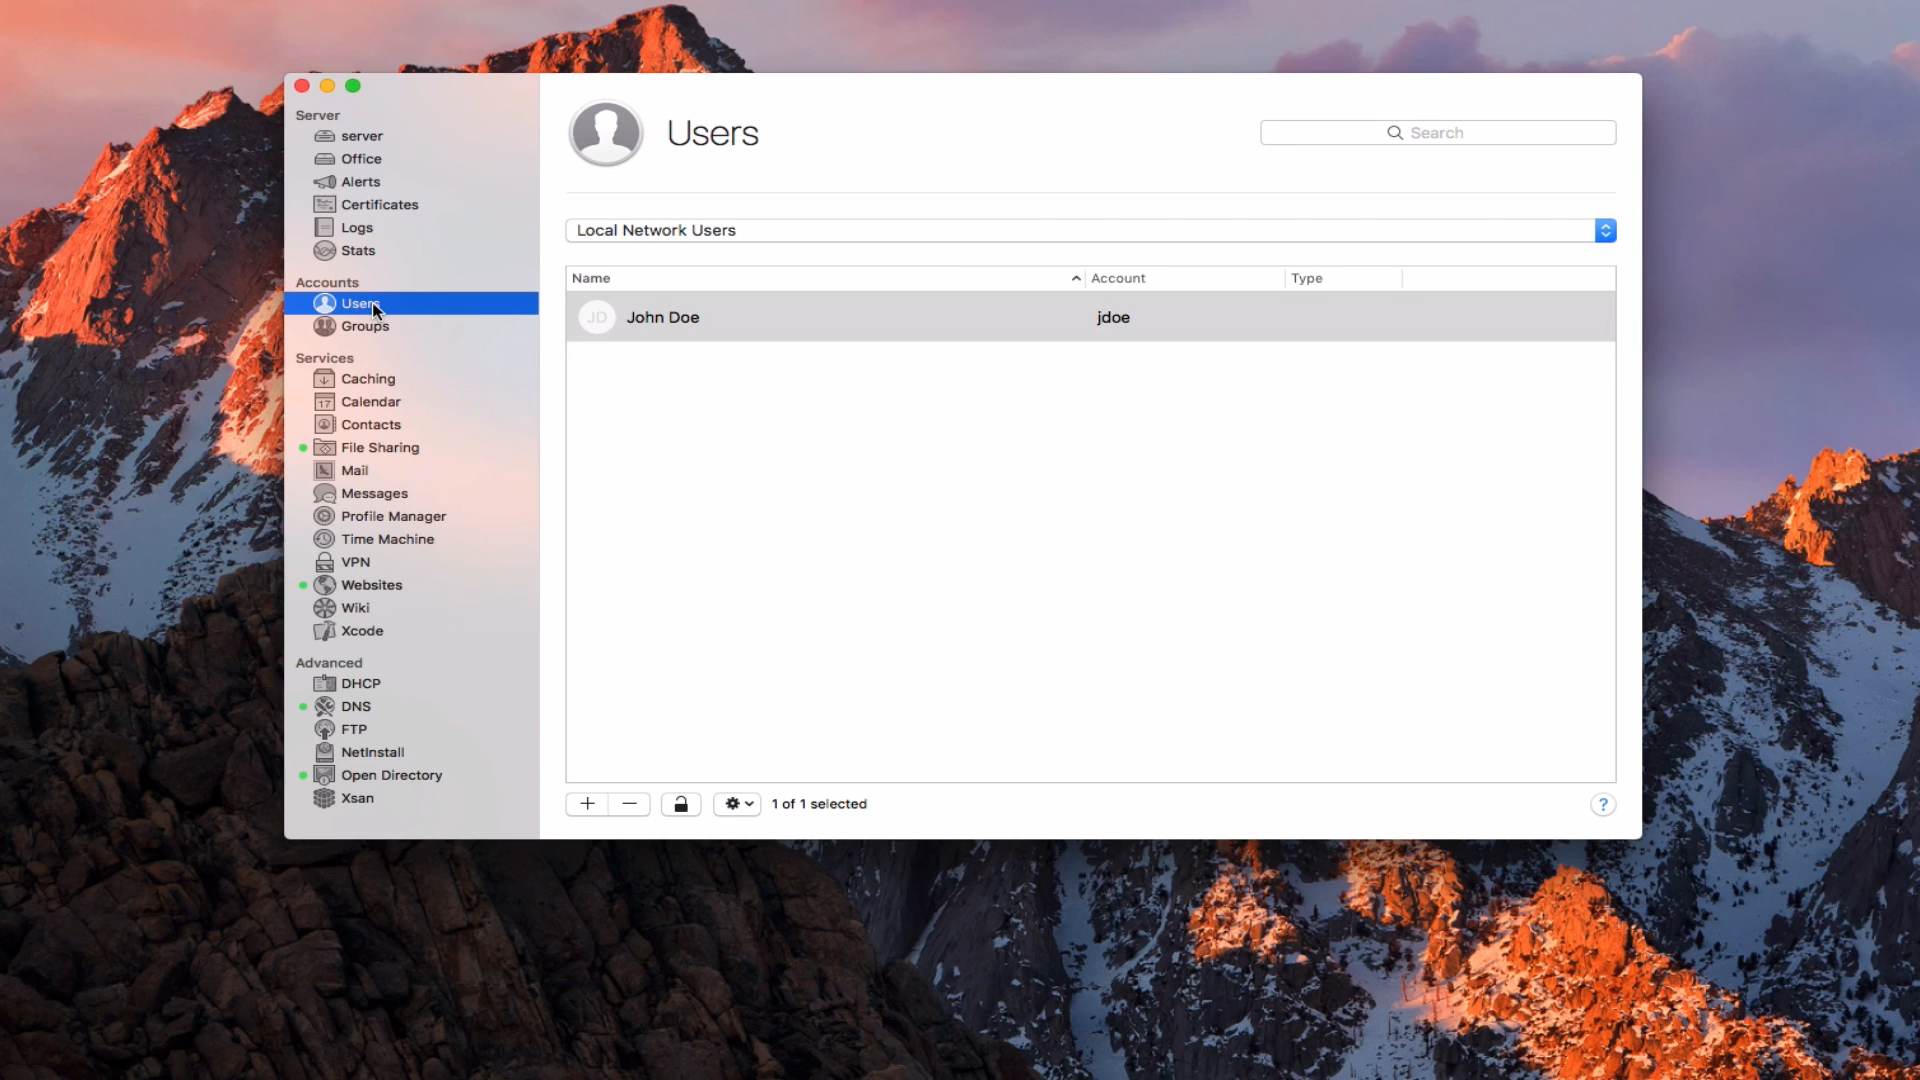 Server
server
Office
Alerts
Certificates
Logs
Stats
Accounts
Users
Groups
Services
Caching
17
Calendar
Contacts
File Sharing
Mail
Messages
Profile Manager
Time Machine
VPN
Websites
Wiki
Xcode
Advanced
DHCP
DNS
FTP
NetInstall
Open Directory
Xsan
Users
Search
Local Network Users
Name Account Type
JD John Doe jdoe
1 of 1 selected
?